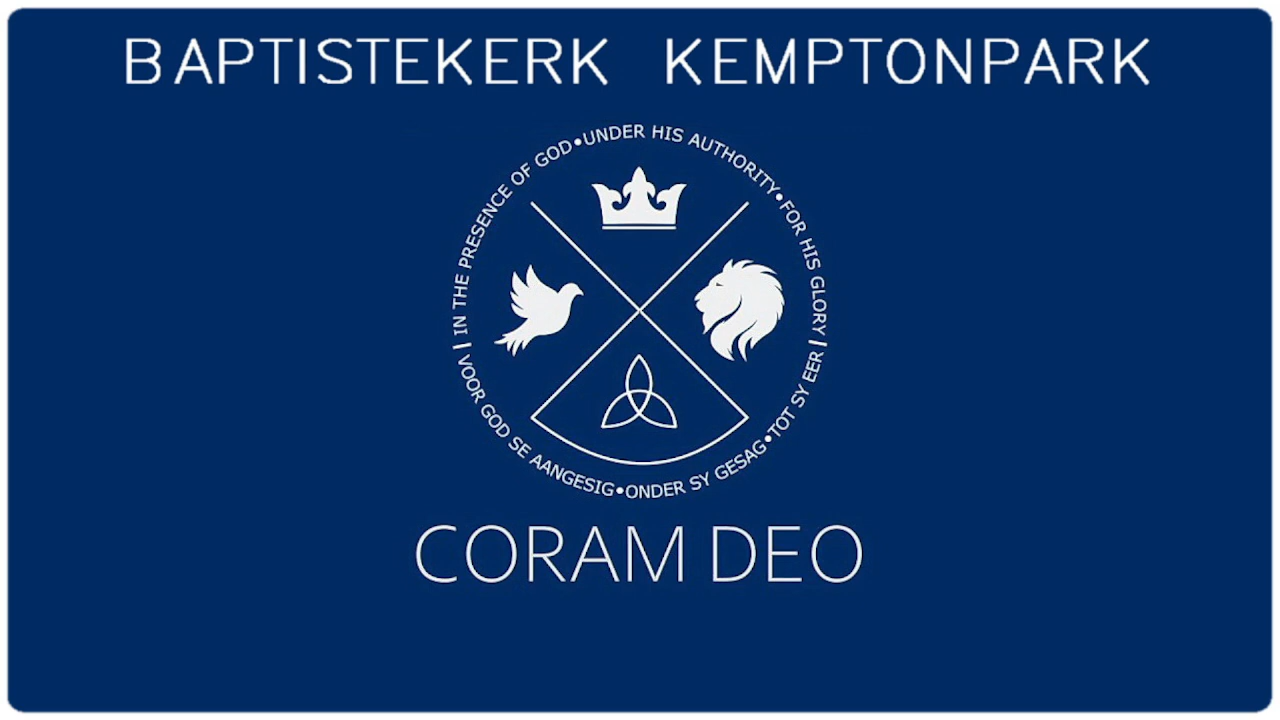 BAPTISTEKERK KEMPTONPARK
IN THE PRESENCE OF GOD•UNDER HIS AUTHORITY•FOR HIS GLORY
VOOR GOD SE AANGESIG•ONDER SY GESAG•TOT SY EER
CORAM DEO